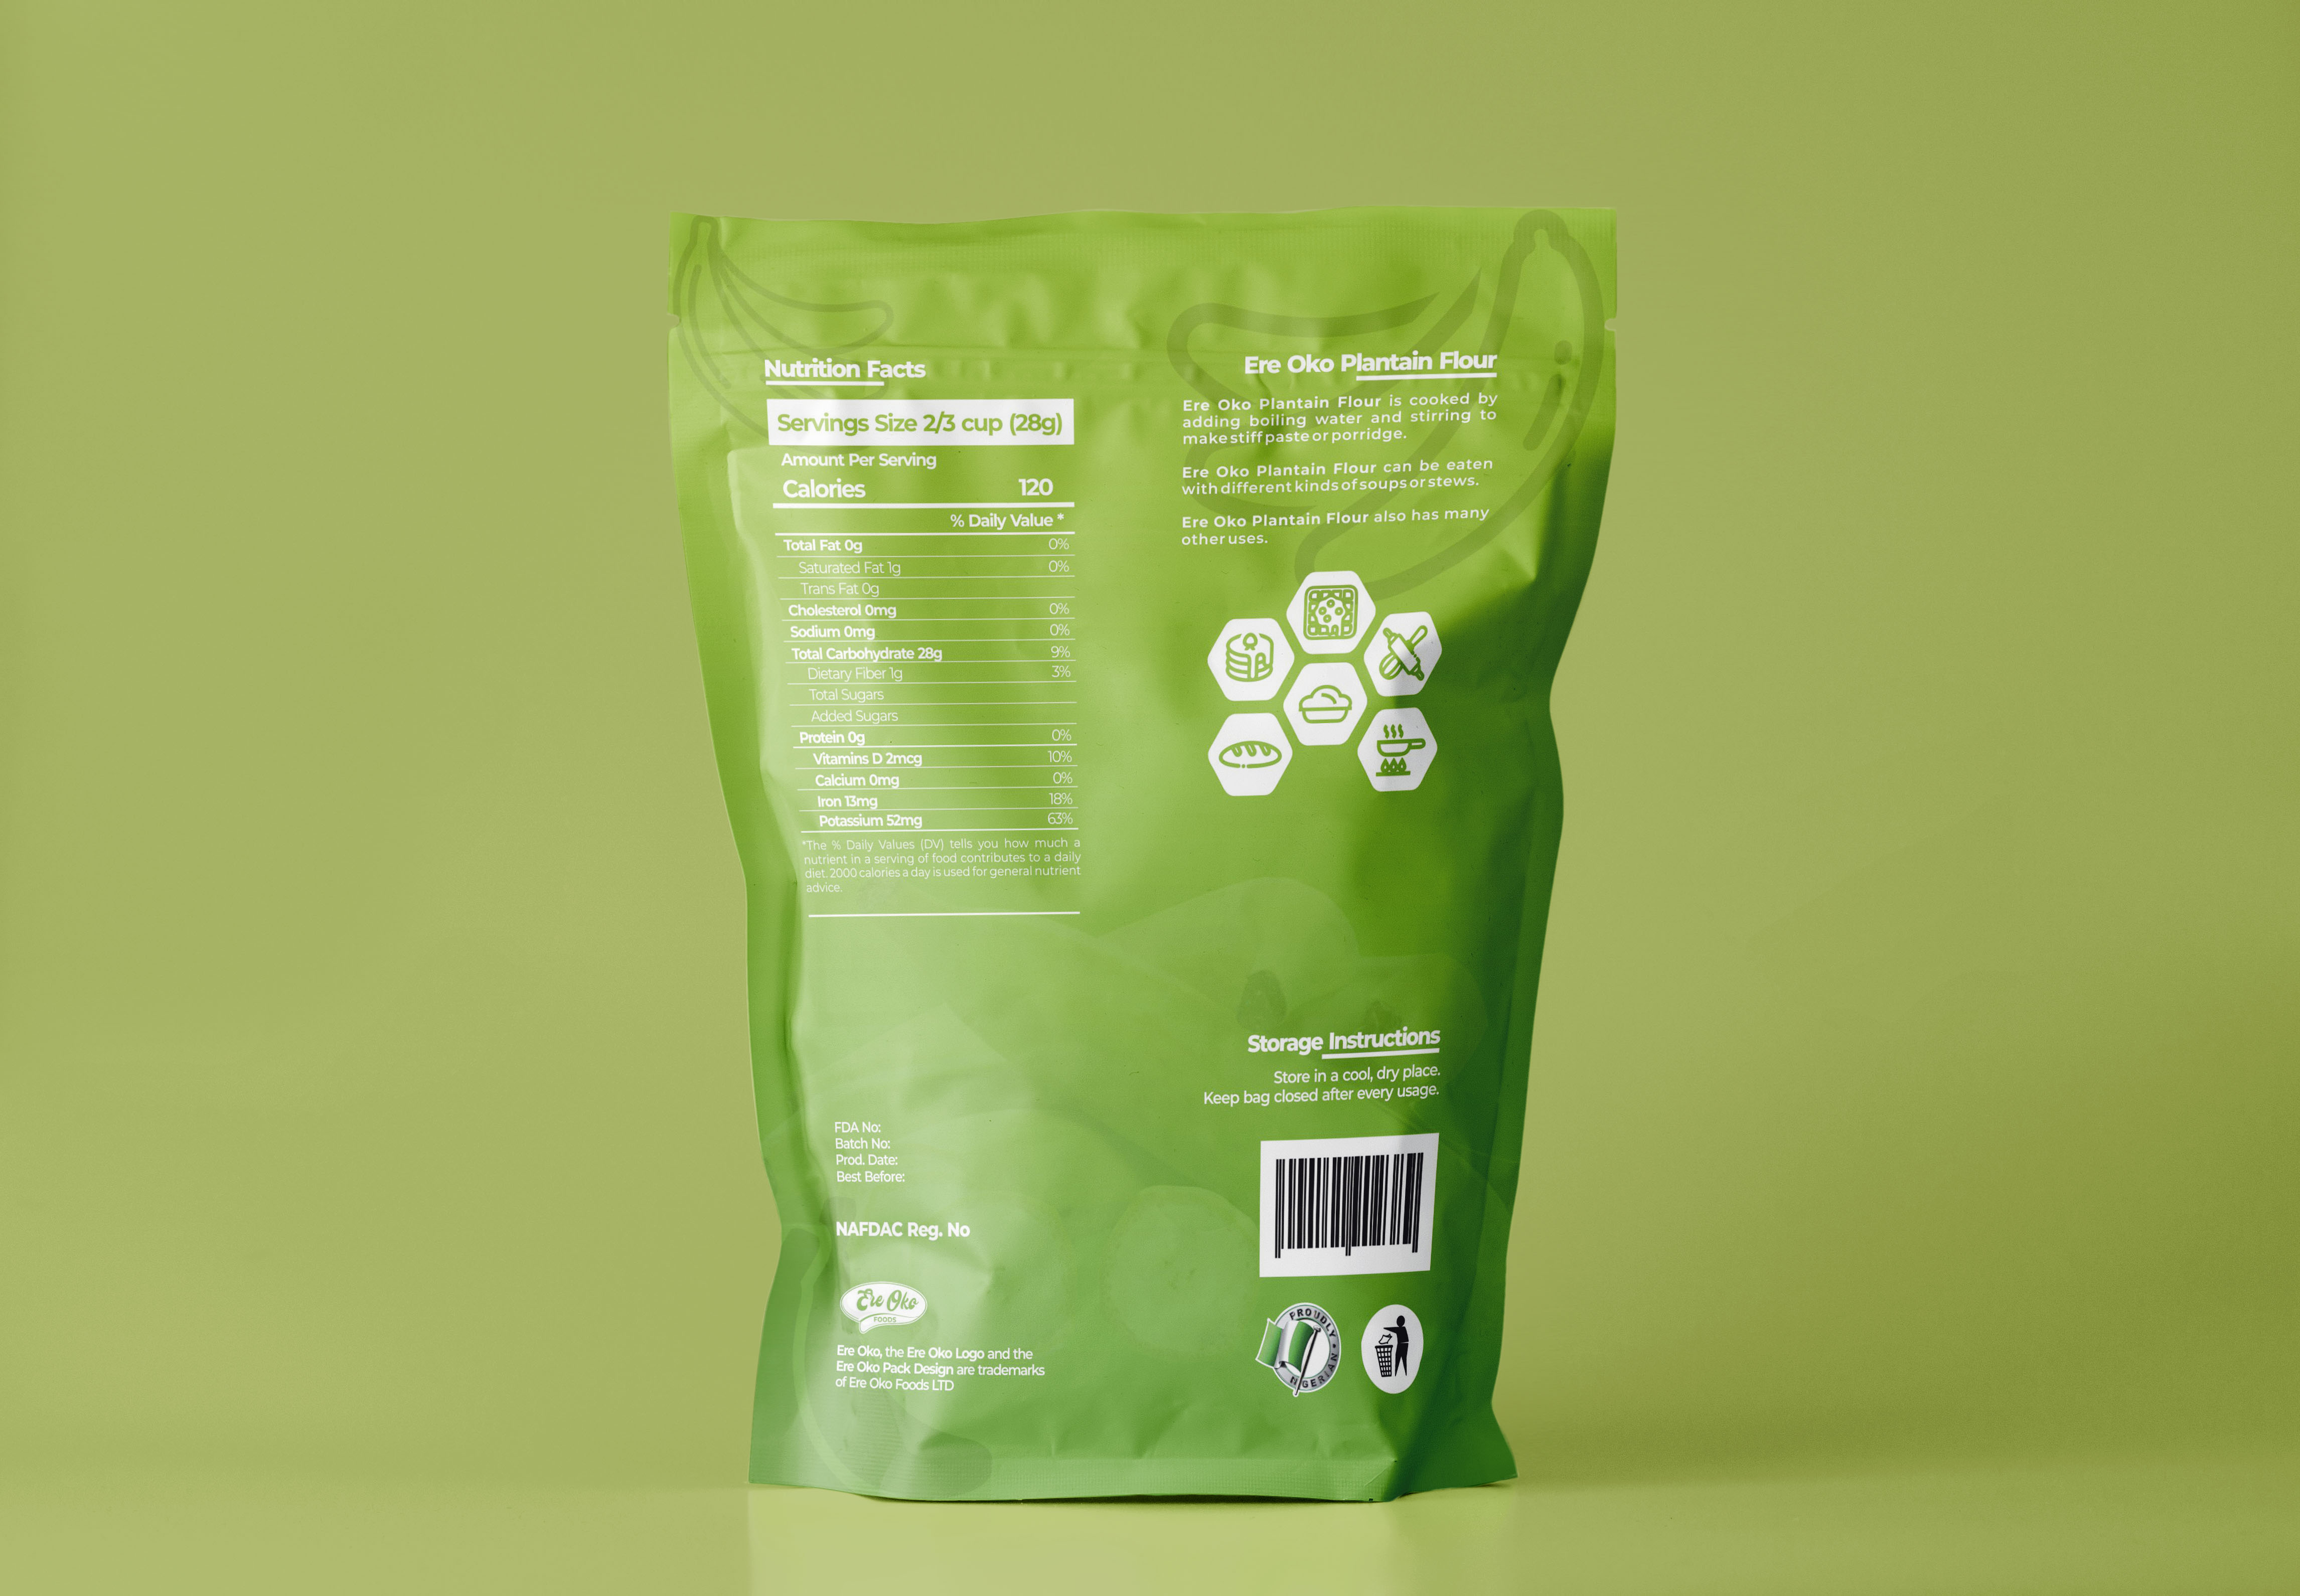 Nutrition Facts
Servings Size 2/3 cup (28g)
Amount Per Serving
Calories 120
% Daily Value *
Total Fat 0g 0%
Saturated Fat 1g 0%
Trans Fat 0g
Cholesterol 0mg 0%
Sodium 0mg 0%
Total Carbohydrate 28g 9%
Dietary Fiber 1g 3%
Total Sugars
Added Sugars
Protein 0g 0%
Vitamins D 2mcg 10%
Calcium 0mg 0%
Iron 13mg 18%
Potassium 52mg 63%
*The % Daily Values (DV) tells you how much a
nutrient in a serving of food contributes to a daily
diet. 2000 calories a day is used for general nutrient
advice.
FDA No:
Batch No:
Prod. Date:
Best Before:
NAFDAC Reg. No
Ere Oko
FOODS
Ere Oko, the Ere Oko Logo and the
Ere Oko Pack Design are trademarks
of Ere Oko Foods LTD
Ere Oko Plantain Flour
Ere Oko Plantain Flour is cooked by
adding boiling water and stirring to
make stiff paste or porridge.
Ere Oko Plantain Flour can be eaten
with different kinds of soups or stews.
Ere Oko Plantain Flour also has many
other uses.
Storage Instructions
Store in a cool, dry place.
Keep bag closed after every usage.
PROUDLY
NIGERIAN